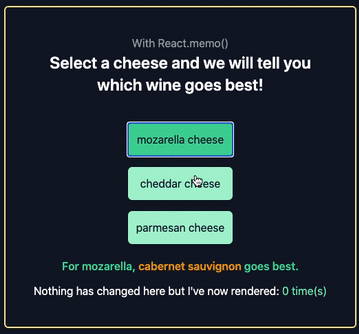 With React.memo()
Select a cheese and we will tell you
which wine goes best!
mozarella cheese
cheddar cheese
parmesan cheese
For mozarella, cabernet sauvignon goes best.
Nothing has changed here but I've now rendered: 0 time(s)